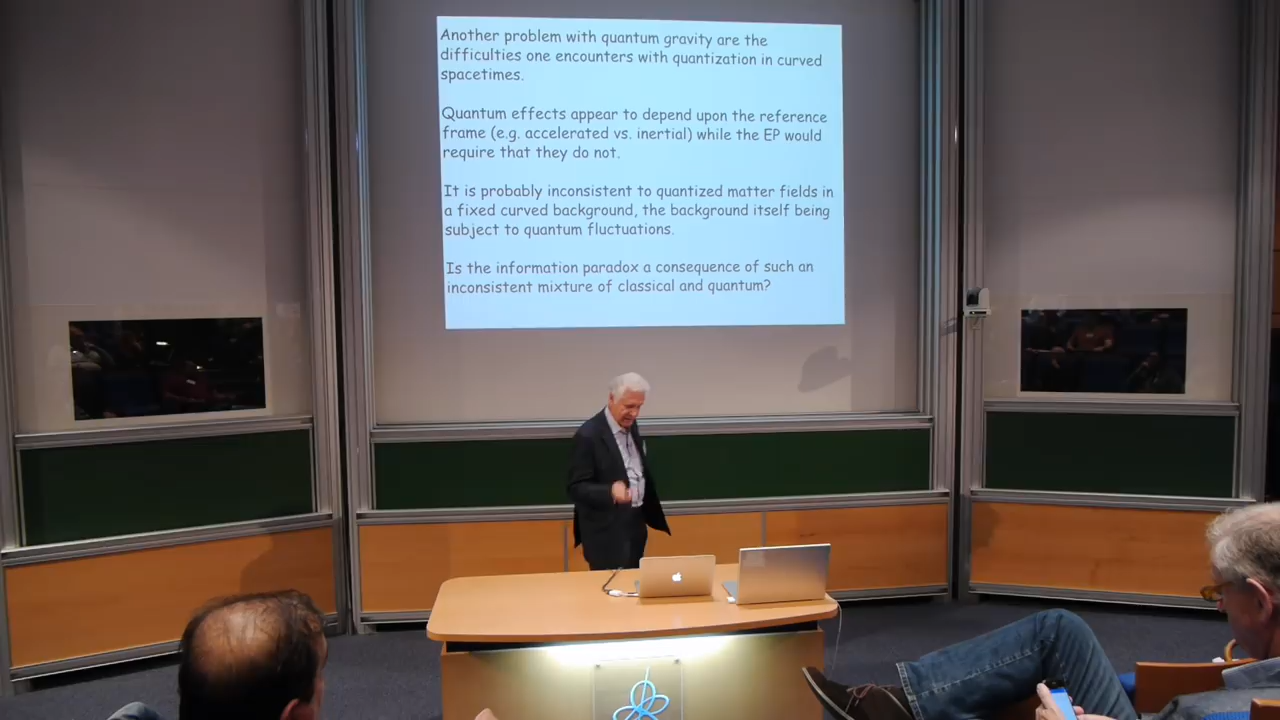 Another problem with quantum gravity are the
difficulties one encounters with quantization in curved
spacetimes.
Quantum effects appear to depend upon the reference
frame (e.g. accelerated vs. inertial) while the EP would
require that they do not.
It is probably inconsistent to quantized matter fields in
a fixed curved background, the background itself being
subject to quantum fluctuations.
Is the information paradox a consequence of such an
inconsistent mixture of classical and quantum?